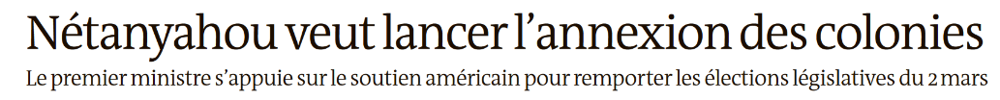 Nétanyahou veut lancer l’annexion des colonies
Le premier ministre s’appuie sur le soutien américain pour remporter les élections législatives du 2 mars